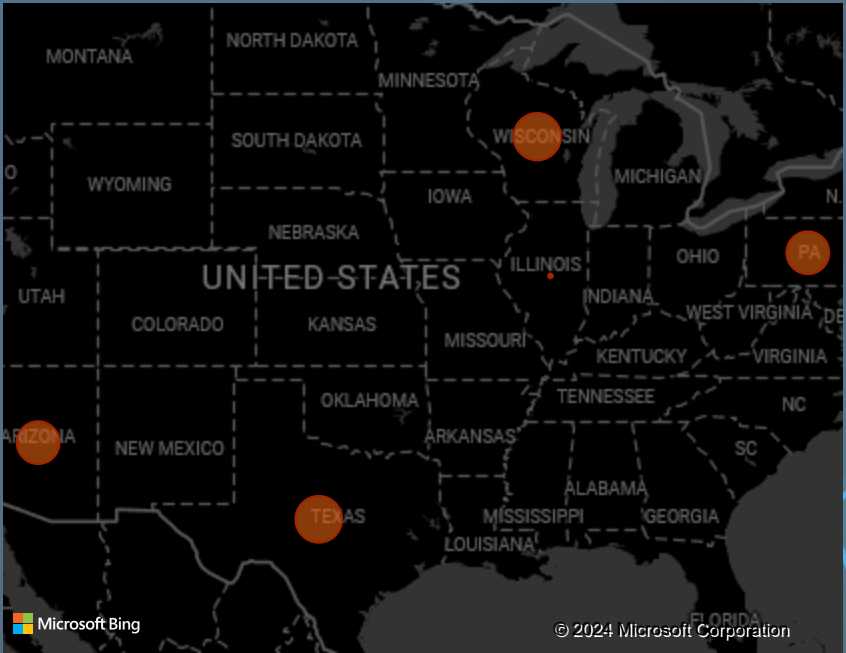 NORTH DAKOTA
MONTANA
MINNESOTA
WISCONSIN
SOUTH DAKOTA
O
WYOMING
MICHIGAN
IOWA
N.
NEBRASKA
PA
OHIO
ILLINOIS
UNITED STATES
UTAH
INDIANA
WEST VIRGINIA
DE
COLORADO
KANSAS
MISSOURI
KENTUCKY
VIRGINIA
TENNESSEE
OKLAHOMA
NC
ARIZONA
ARKANSAS
NEW MEXICO
SC
ALABAMA
TEXAS
MISSISSIPPI
GEORGIA
LOUISIANA
FLORIDA
Microsoft Bing
© 2024 Microsoft Corporation